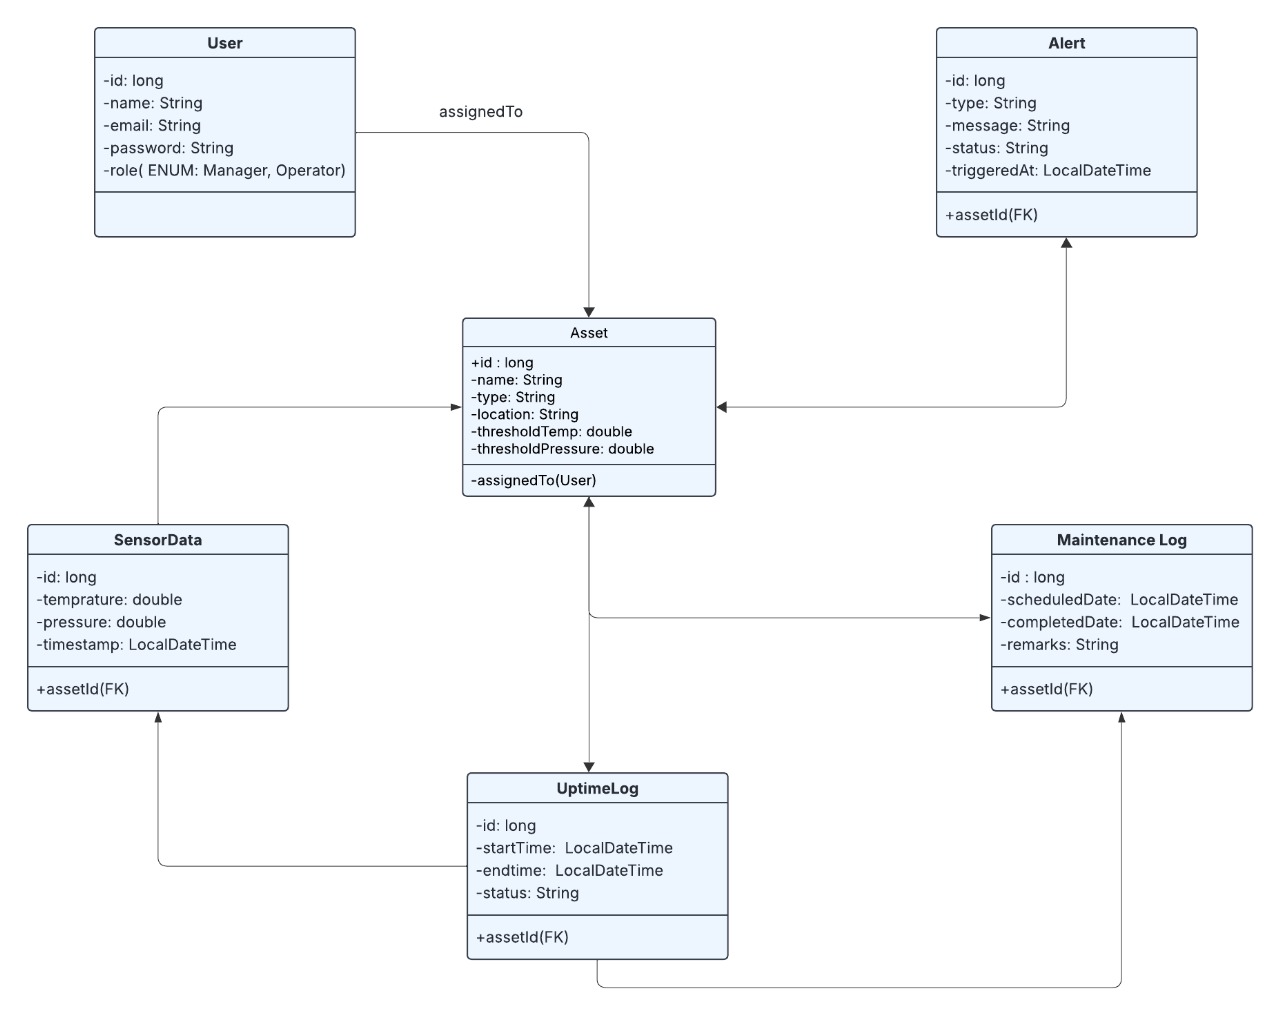 User
-id: long
-name: String
-email: String
-password: String
-role( ENUM: Manager, Operator)
assignedTo
Alert
-id: long
-type: String
-message: String
-status: String
-triggeredAt: LocalDateTime
+assetId(FK)
Asset
+id : long
-name: String
-type: String
-location: String
-thresholdTemp: double
-thresholdPressure: double
-assignedTo(User)
SensorData
-id: long
-temprature: double
-pressure: double
-timestamp: LocalDateTime
+assetId(FK)
Maintenance Log
-id : long
-scheduledDate:  LocalDateTime
-completedDate:  LocalDateTime
-remarks: String
+assetId(FK)
UptimeLog
-id: long
-startTime:  LocalDateTime
-endtime:  LocalDateTime
-status: String
+assetId(FK)